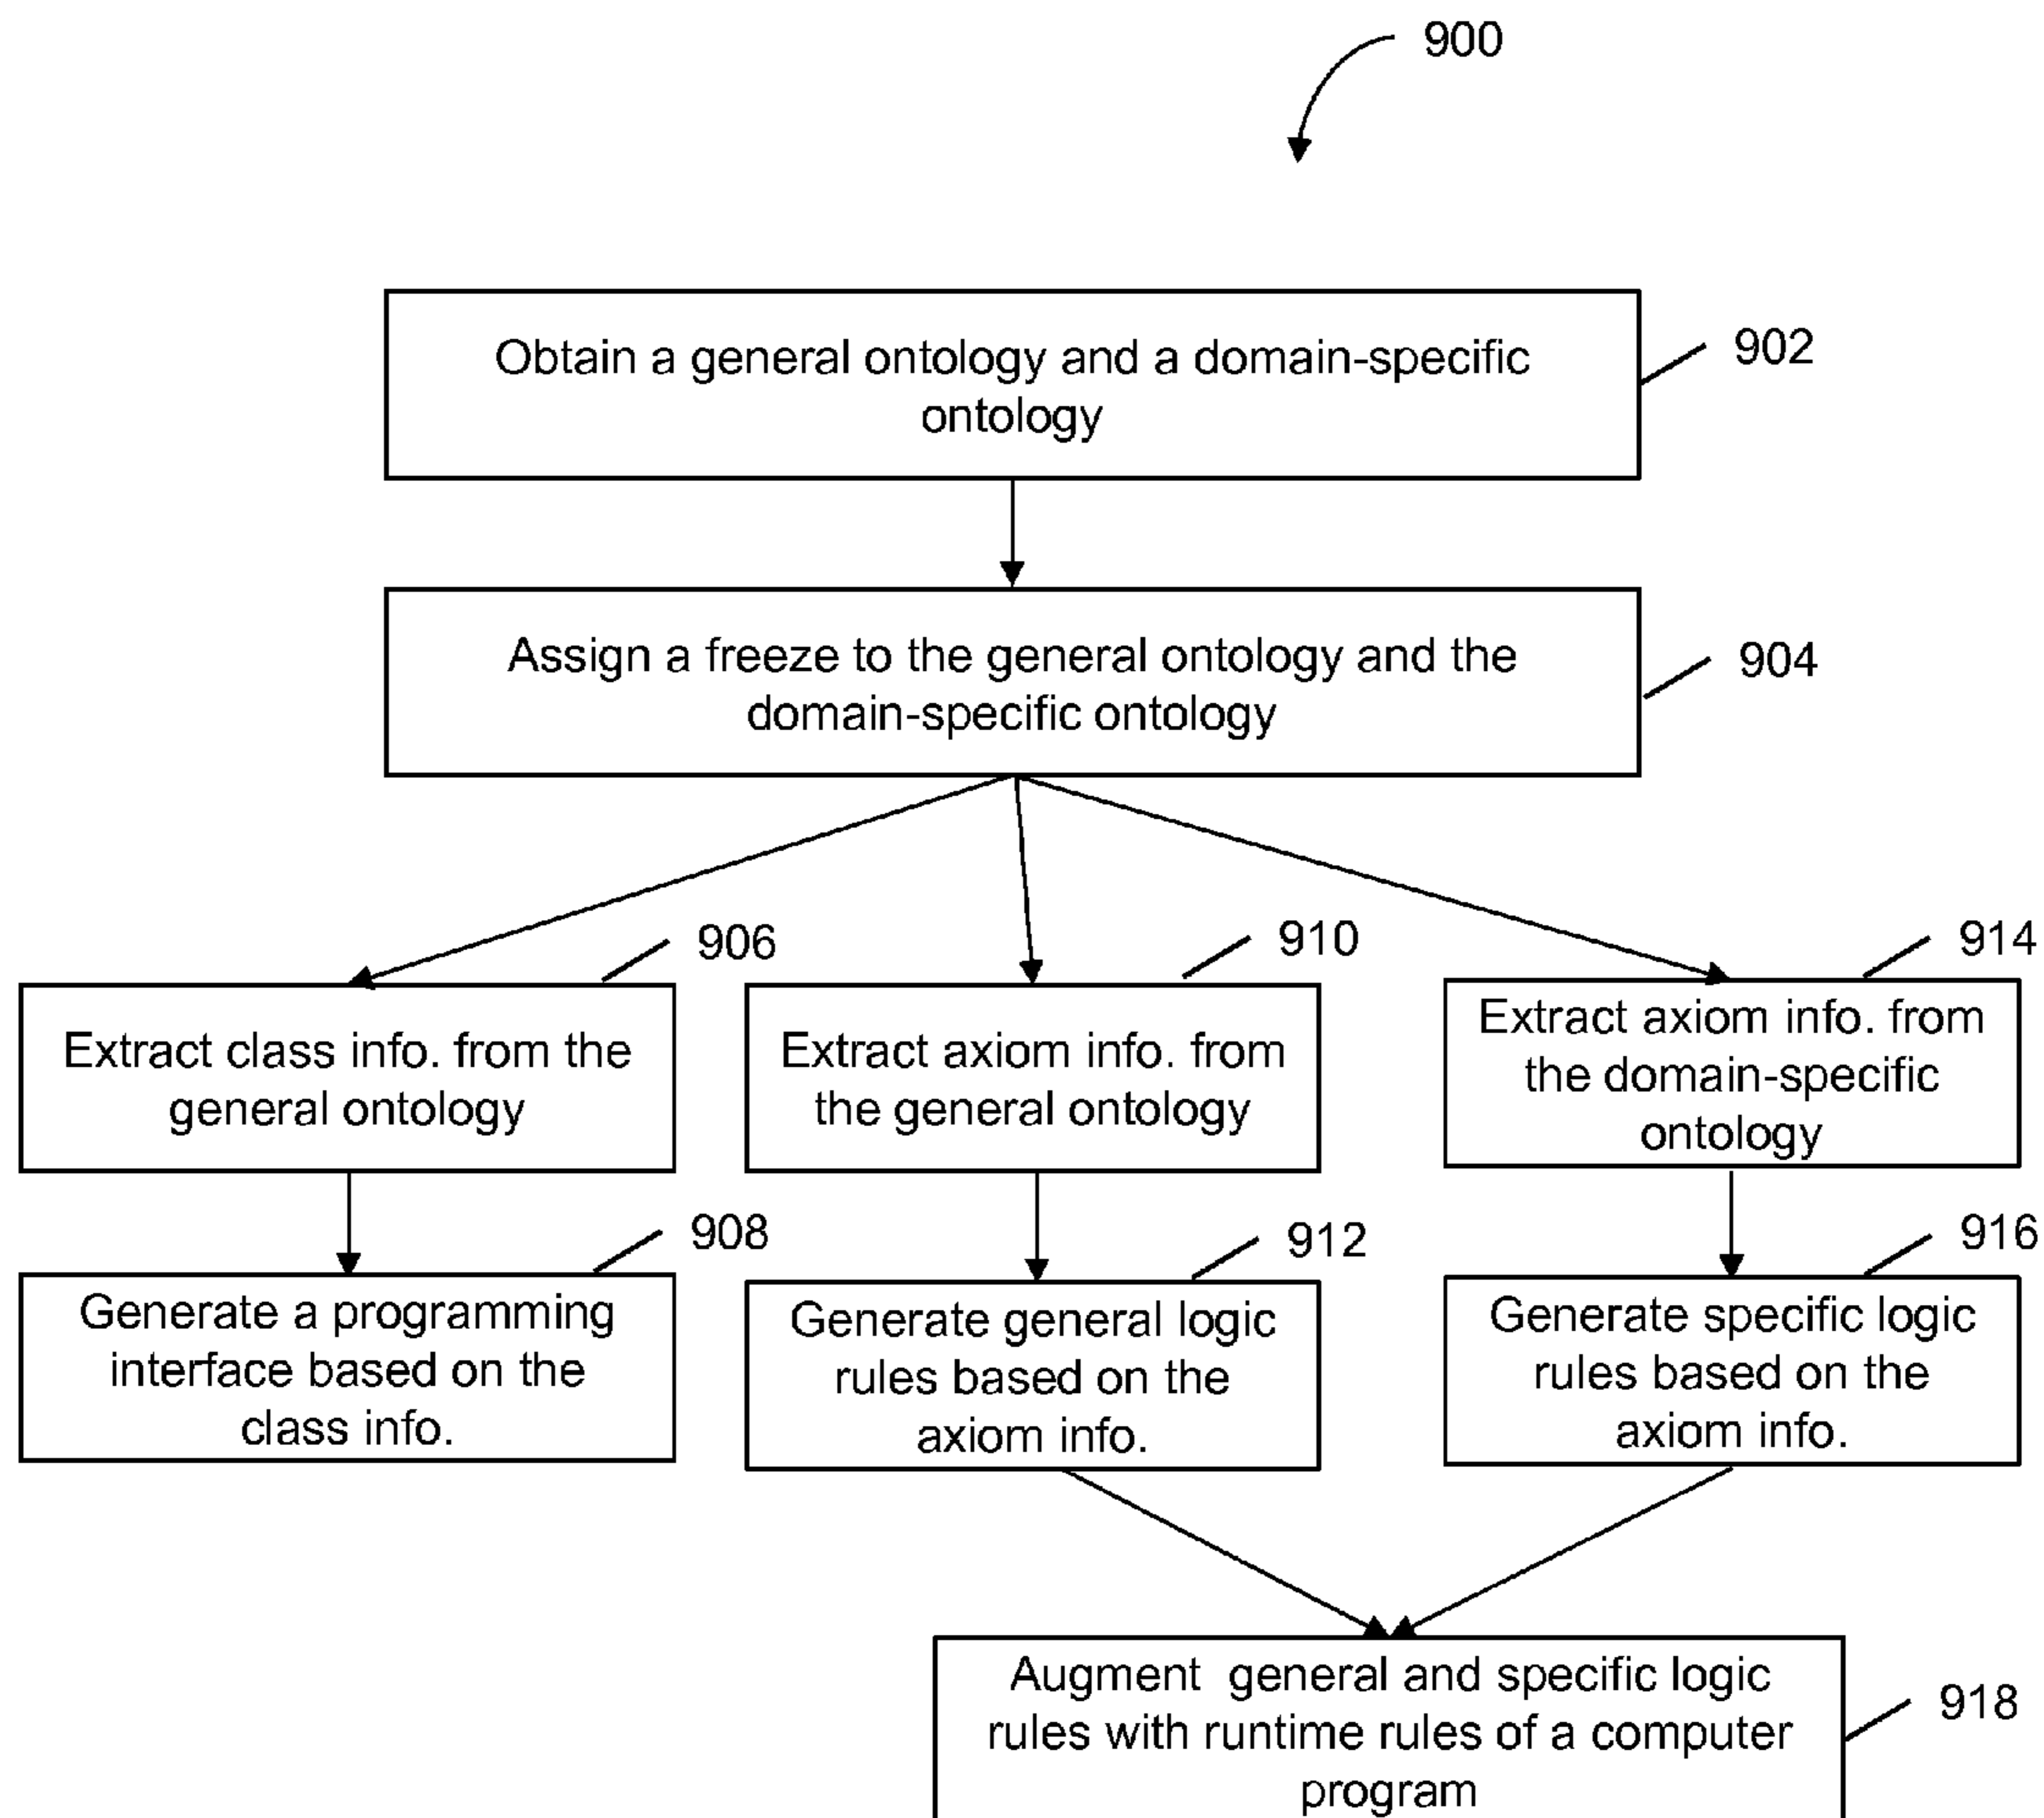 900
Obtain a general ontology and a domain-specific
ontology
902
Assign a freeze to the general ontology and the
domain-specific ontology
904
906
Extract class info. from the
general ontology
910
Extract axiom info. from
the general ontology
914
Extract axiom info. from
the domain-specific
ontology
908
Generate a programming
interface based on the
class info.
912
Generate general logic
rules based on the
axiom info.
916
Generate specific logic
rules based on the
axiom info.
Augment general and specific logic
rules with runtime rules of a computer
program
918